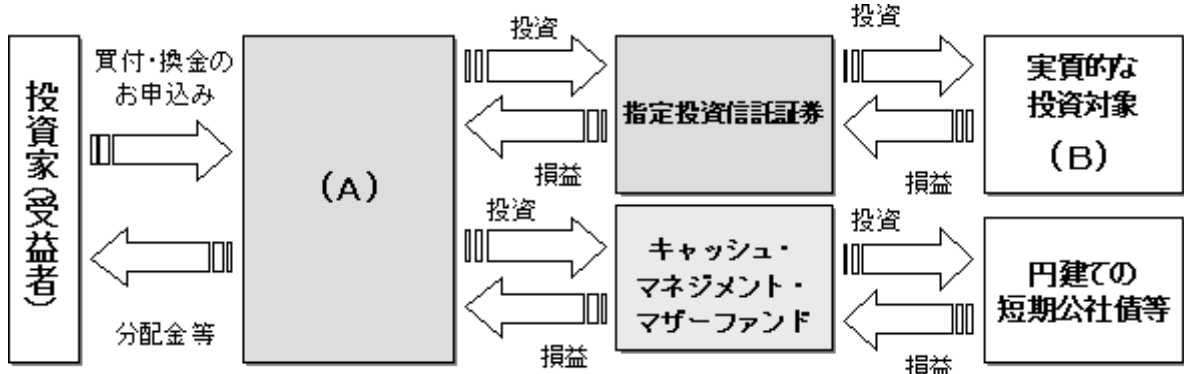 投資家(受益者)
買付・換金の
お申込み
分配金等
(A)
投資
損益
投資
損益
指定投資信託証券
キャッシュ・
マネジメント・
マザーファンド
投資
損益
投資
損益
実質的な
投資対象
(B)
円建ての
短期公社債等